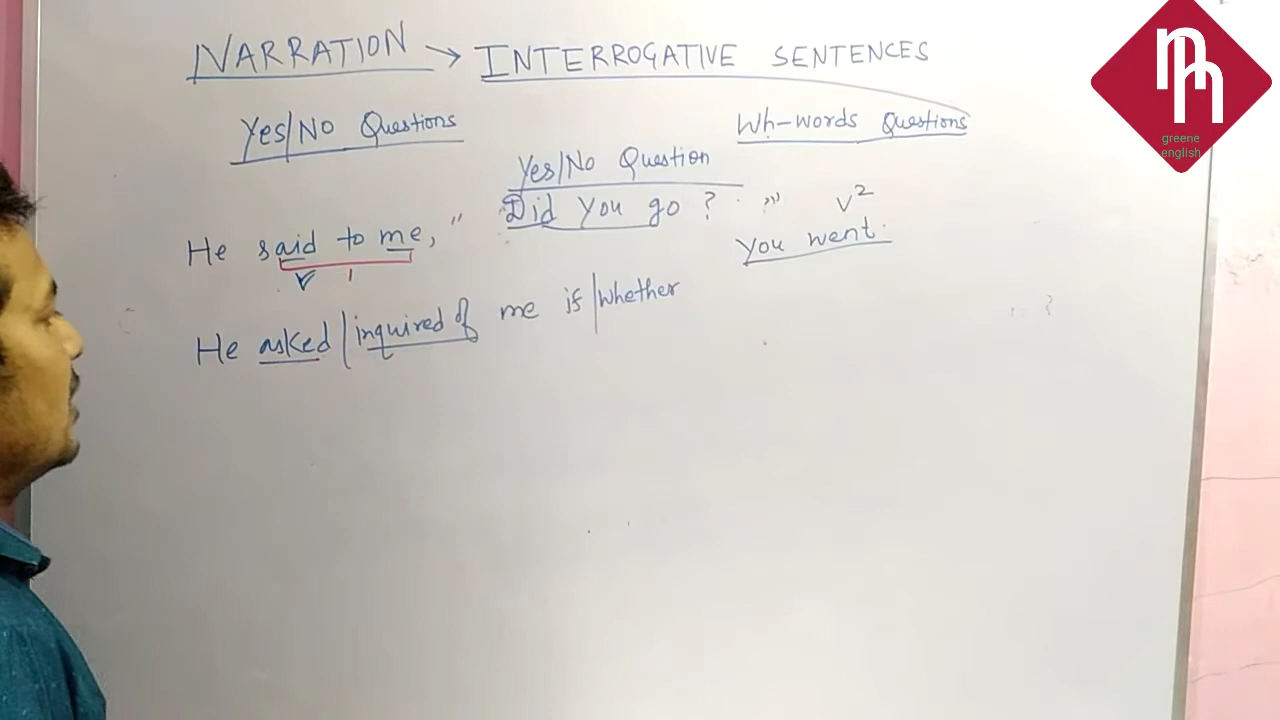 NARRATION → INTERROGATIVE SENTENCES
Yes/No Questions
Wh-words Questions
Yes/No Question
He said to me, " Did you go ? "
V²
You went.
He asked / inquired of me if / whether
greene
english